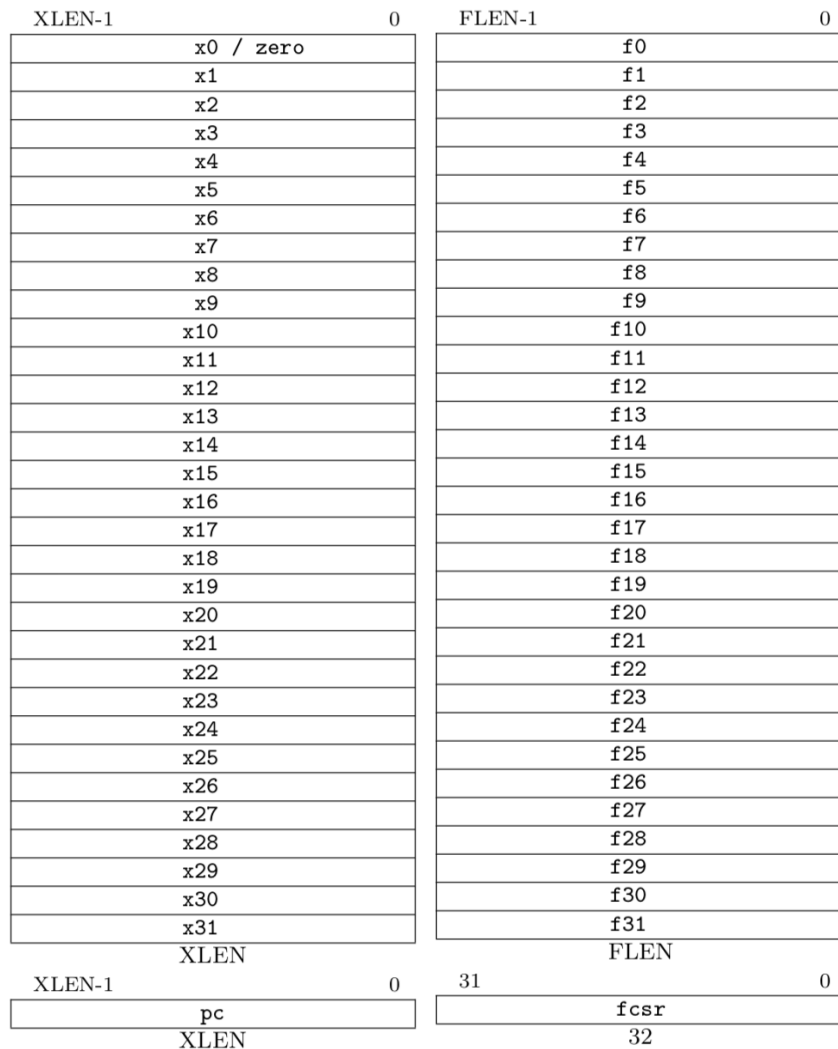 XLEN-1 0
x0 / zero
x1
x2
x3
x4
x5
x6
x7
x8
x9
x10
x11
x12
x13
x14
x15
x16
x17
x18
x19
x20
x21
x22
x23
x24
x25
x26
x27
x28
x29
x30
x31
XLEN
XLEN-1 0
pc
XLEN
FLEN-1 0
f0
f1
f2
f3
f4
f5
f6
f7
f8
f9
f10
f11
f12
f13
f14
f15
f16
f17
f18
f19
f20
f21
f22
f23
f24
f25
f26
f27
f28
f29
f30
f31
FLEN
31 0
fcsr
32